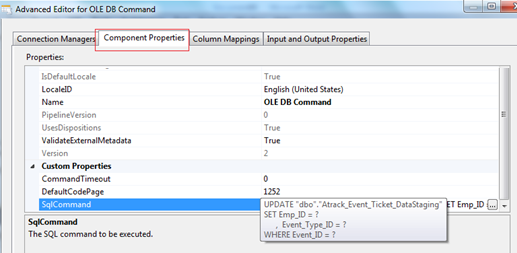 Advanced Editor for OLE DB Command
Connection Managers Component Properties Column Mappings Input and Output Properties
Properties:
IsDefaultLocale True
LocaleID English (United States)
Name OLE DB Command
PipelineVersion 0
UsesDispositions True
ValidateExternalMetadata True
Version 2
Custom Properties
CommandTimeout 0
DefaultCodePage 1252
SqlCommand ET Emp_ID = ...
UPDATE "dbo"."Atrack_Event_Ticket_DataStaging"
SET Emp_ID = ?
, Event_Type_ID = ?
WHERE Event_ID = ?
SqlCommand
The SQL command to be executed.